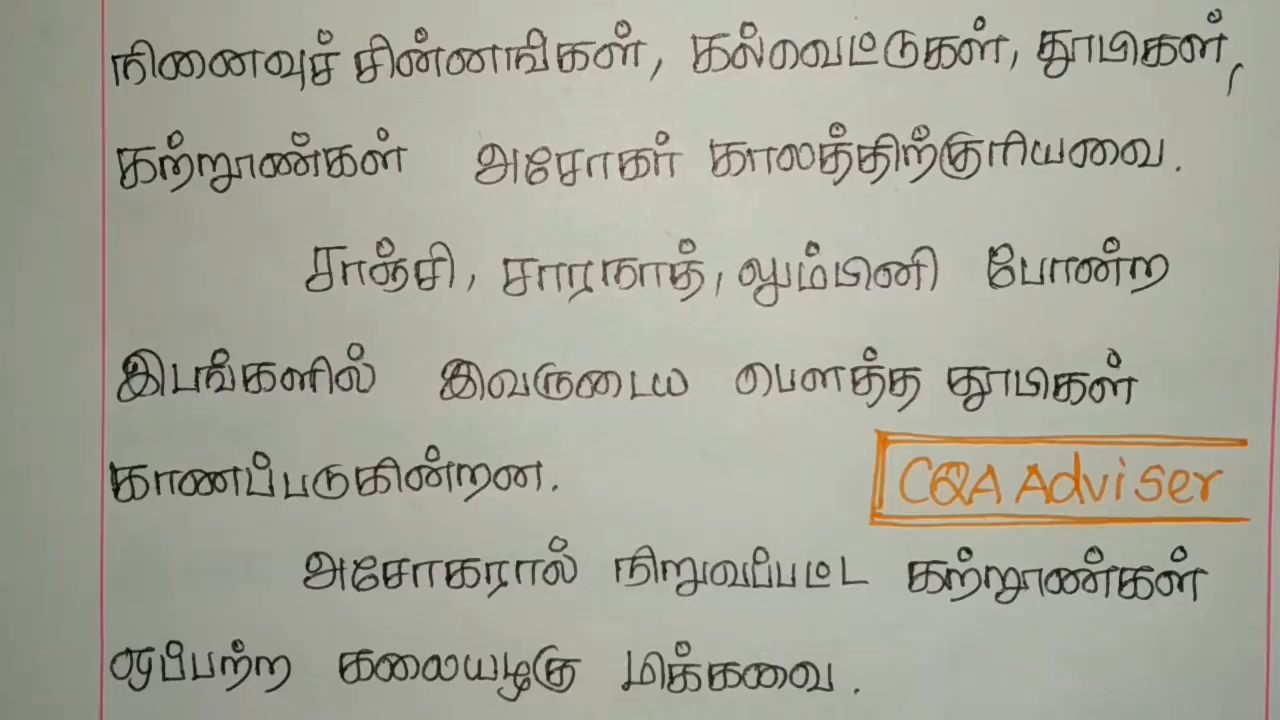 நினைவுச் சின்னங்கள், கல்வெட்டுகள், தூபிகள்,
கற்றூண்கள் அசோகர் காலத்திற்குரியவை.
சாஞ்சி, சாரநாத், லும்பினி போன்ற
இடங்களில் இவருடைய பௌத்த தூபிகள்
காணப்படுகின்றன.
CQA Adviser
அசோகரால் நிறுவப்பட்ட கற்றூண்கள்
ஒப்பற்ற கலையழகு மிக்கவை.